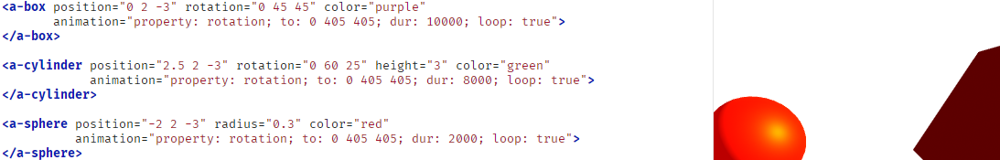 <a-box position="0 2 -3" rotation="0 45 45" color="purple"
animation="property: rotation; to: 0 405 405; dur: 10000; loop: true">
</a-box>
<a-cylinder position="2.5 2 -3" rotation="0 60 25" height="3" color="green"
animation="property: rotation; to: 0 405 405; dur: 8000; loop: true">
</a-cylinder>
<a-sphere position="-2 2 -3" radius="0.3" color="red"
animation="property: rotation; to: 0 405 405; dur: 2000; loop: true">
</a-sphere>